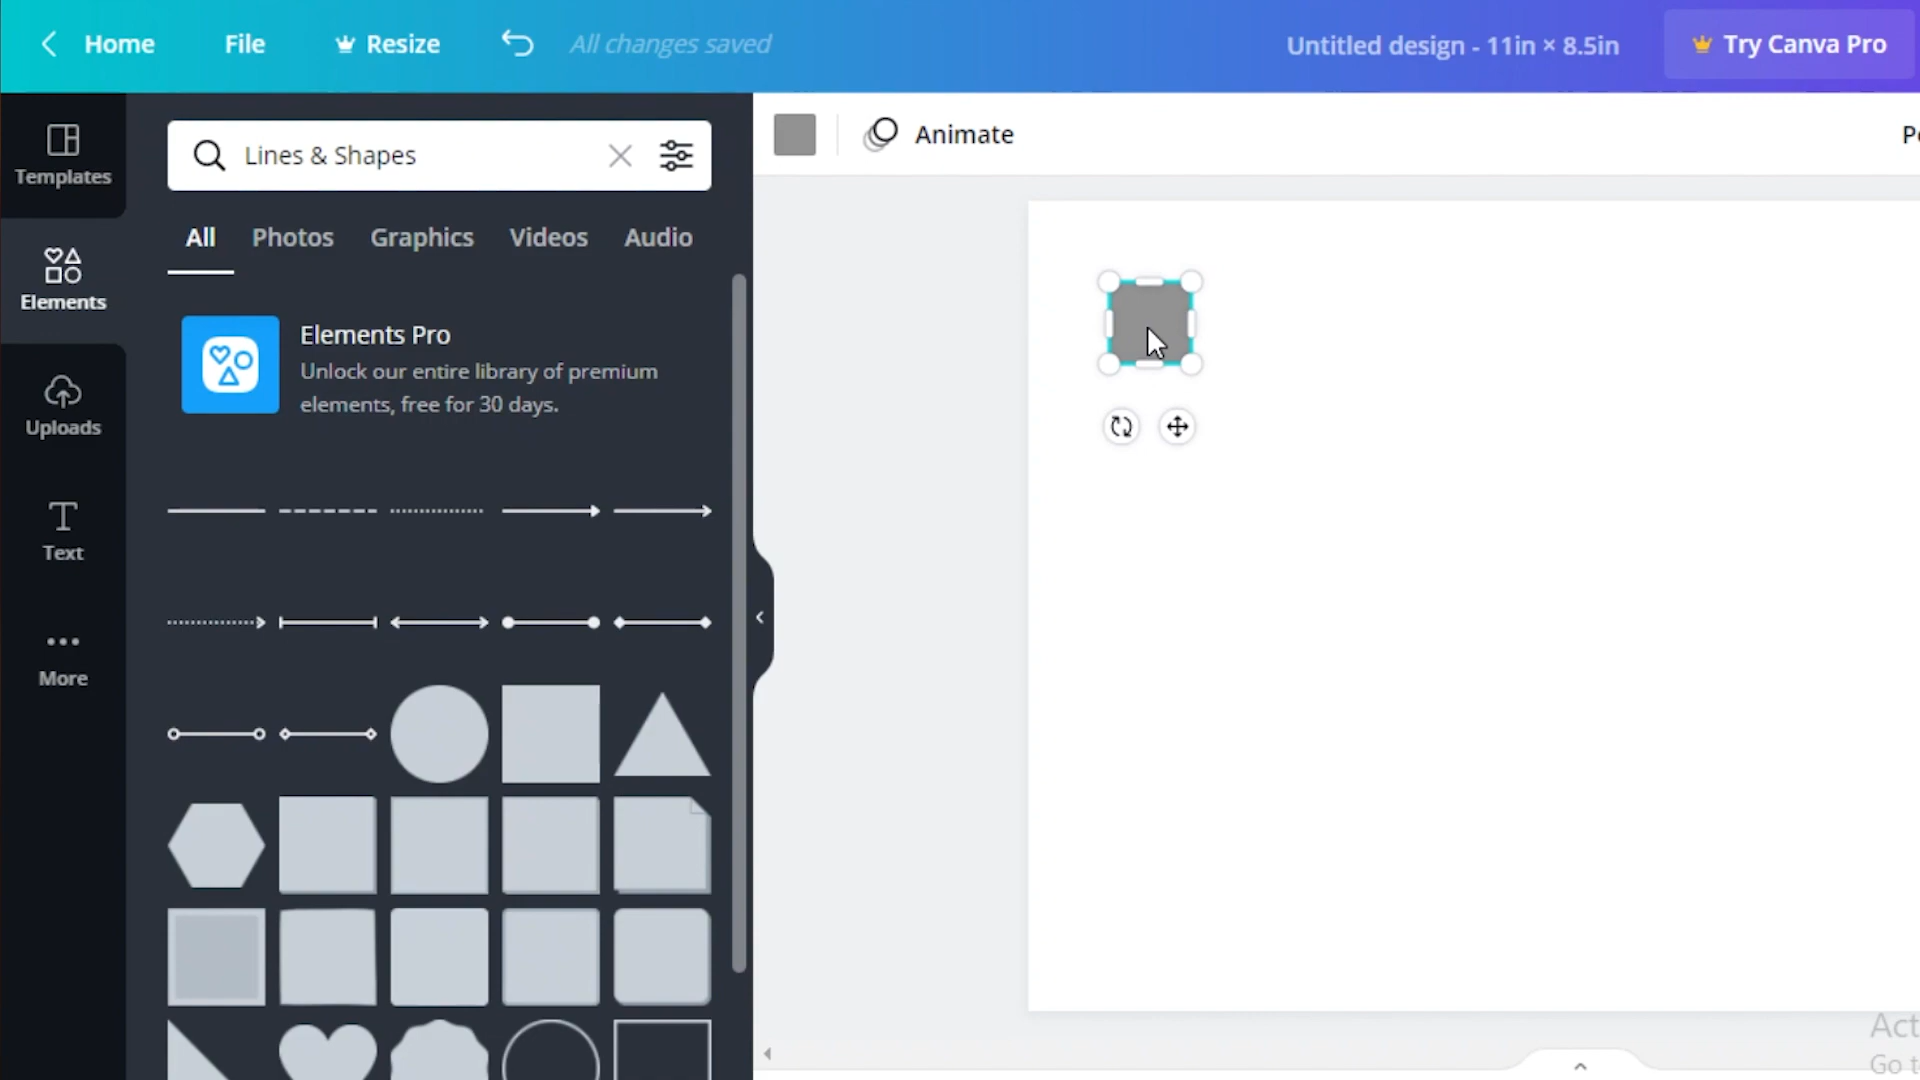 Home
File
Resize
All changes saved
Untitled design - 11in × 8.5in
Try Canva Pro
Templates
Elements
Uploads
Text
More
Lines & Shapes
All
Photos
Graphics
Videos
Audio
Elements Pro
Unlock our entire library of premium
elements, free for 30 days.
Animate